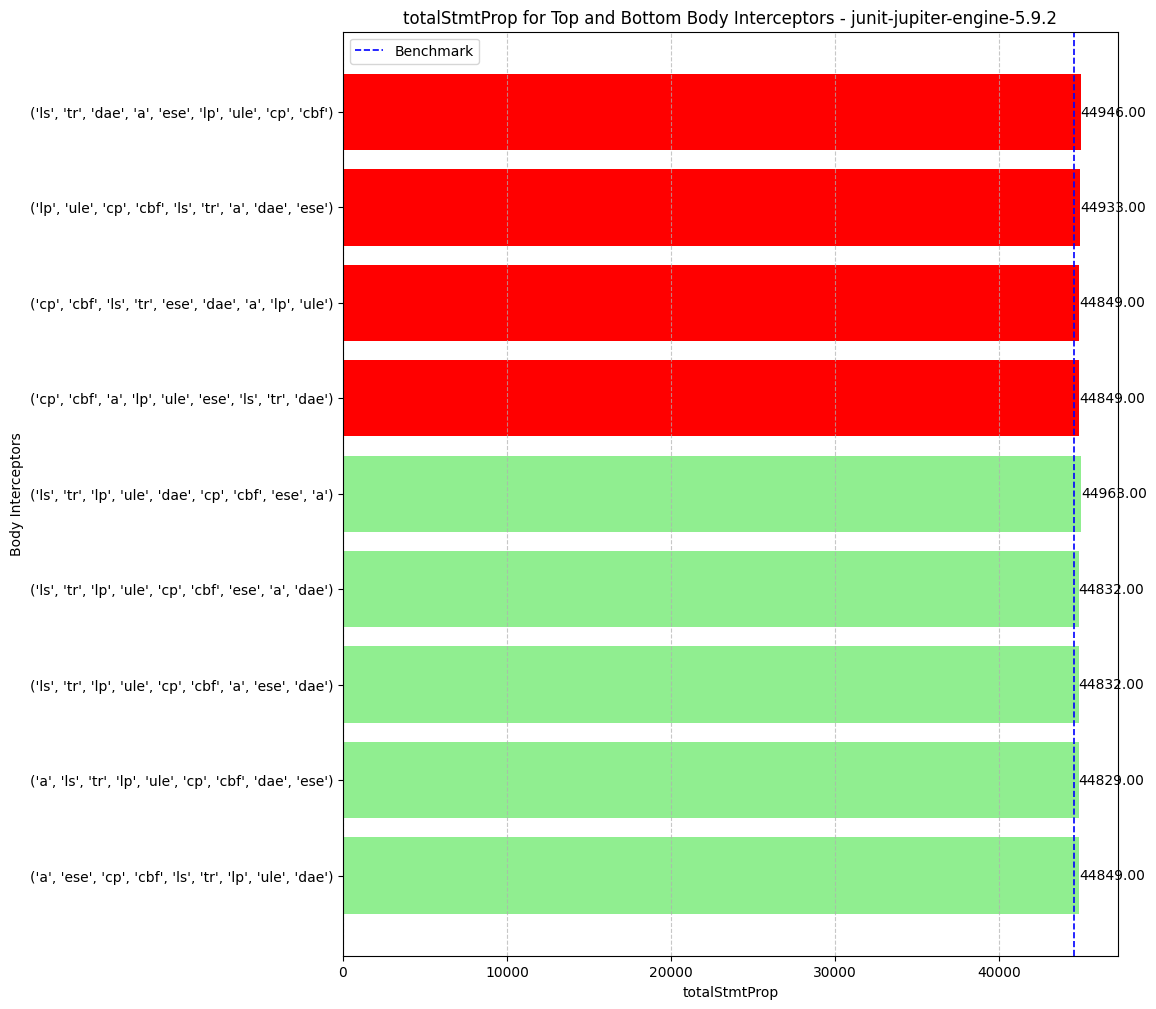 totalStmtProp for Top and Bottom Body Interceptors - junit-jupiter-engine-5.9.2
Benchmark
('ls', 'tr', 'dae', 'a', 'ese', 'lp', 'ule', 'cp', 'cbf') 44946.00
('lp', 'ule', 'cp', 'cbf', 'ls', 'tr', 'a', 'dae', 'ese') 44933.00
('cp', 'cbf', 'ls', 'tr', 'ese', 'dae', 'a', 'lp', 'ule') 44849.00
('cp', 'cbf', 'a', 'lp', 'ule', 'ese', 'ls', 'tr', 'dae') 44849.00
('ls', 'tr', 'lp', 'ule', 'dae', 'cp', 'cbf', 'ese', 'a') 44963.00
('ls', 'tr', 'lp', 'ule', 'cp', 'cbf', 'ese', 'a', 'dae') 44832.00
('ls', 'tr', 'lp', 'ule', 'cp', 'cbf', 'a', 'ese', 'dae') 44832.00
('a', 'ls', 'tr', 'lp', 'ule', 'cp', 'cbf', 'dae', 'ese') 44829.00
('a', 'ese', 'cp', 'cbf', 'ls', 'tr', 'lp', 'ule', 'dae') 44849.00
Body Interceptors
0 10000 20000 30000 40000
totalStmtProp